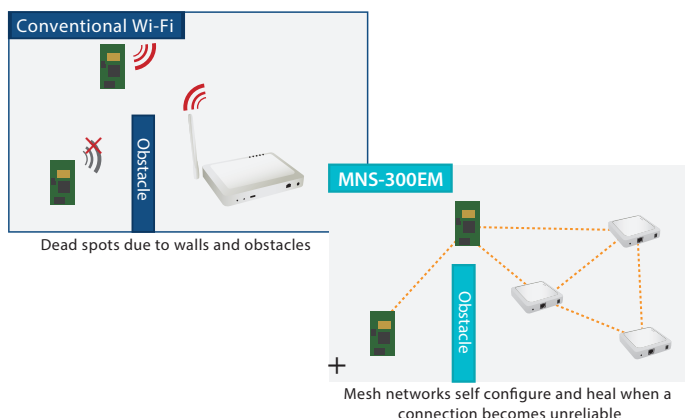 Conventional Wi-Fi
Obstacle
Dead spots due to walls and obstacles
MNS-300EM
Obstacle
+
Mesh networks self configure and heal when a
connection becomes unreliable